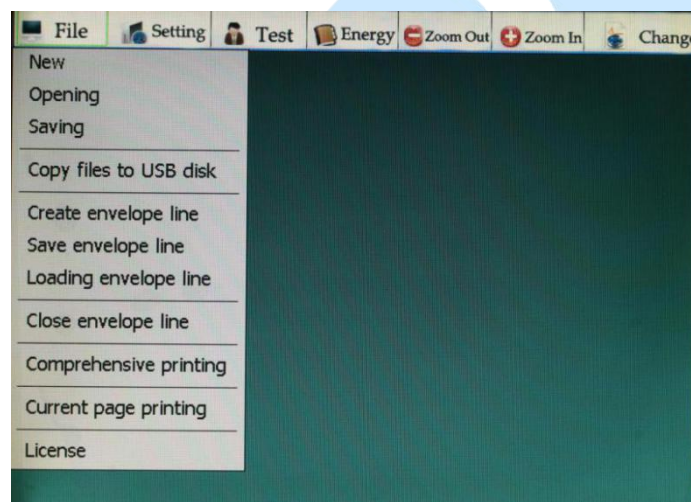 File Setting Test Energy Zoom Out Zoom In Change
New
Opening
Saving
Copy files to USB disk
Create envelope line
Save envelope line
Loading envelope line
Close envelope line
Comprehensive printing
Current page printing
License